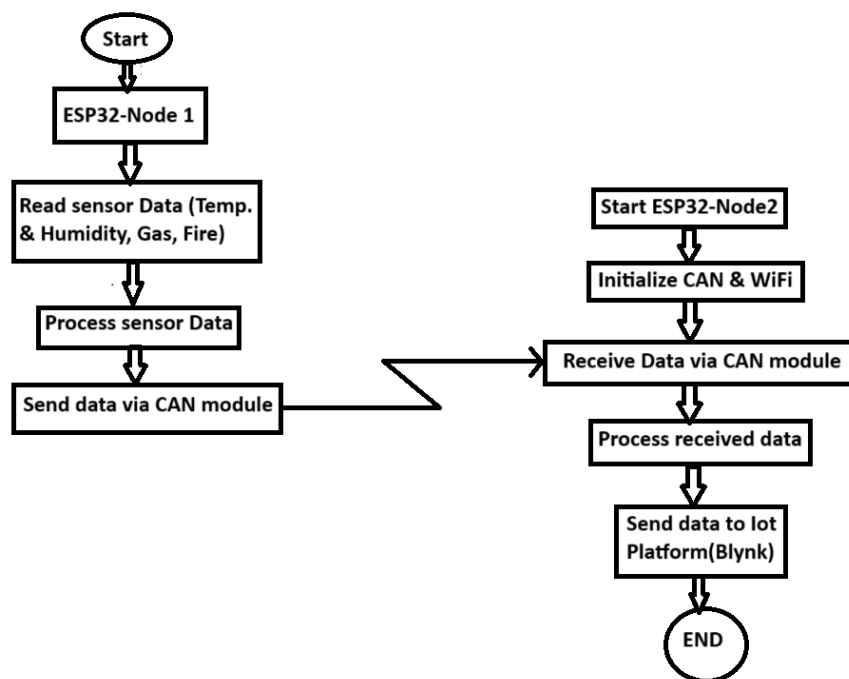 Start
ESP32-Node 1
Read sensor Data (Temp.
& Humidity, Gas, Fire)
Process sensor Data
Send data via CAN module
Start ESP32-Node2
Initialize CAN & WiFi
Receive Data via CAN module
Process received data
Send data to Iot
Platform(Blynk)
END